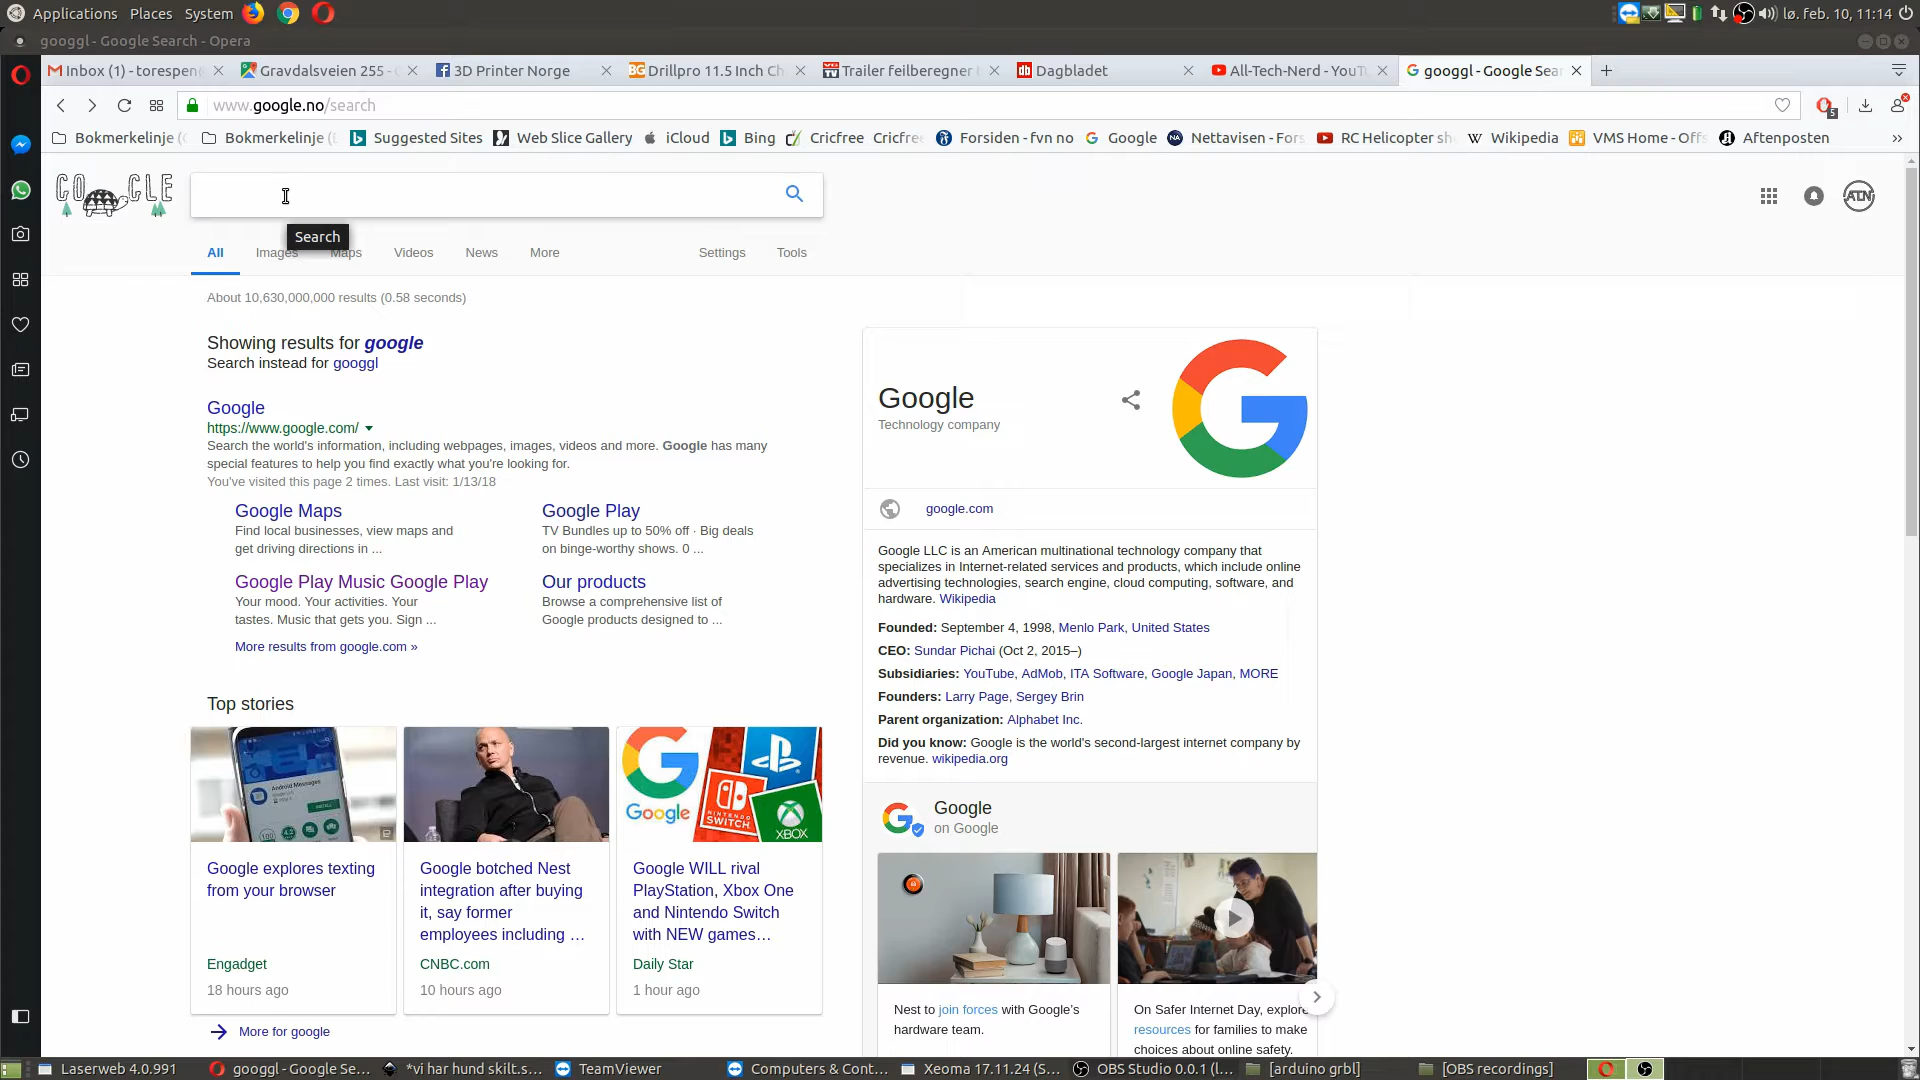 Applications Places System
lø. feb. 10, 11:14
googgl - Google Search - Opera
Inbox (1) - torespen@
Gravdalsveien 255 -
3D Printer Norge
Drillpro 11.5 Inch Ch
Trailer feilberegner
Dagbladet
All-Tech-Nerd - YouTu
googgl - Google Sear
www.google.no/search
5
Bokmerkelinje (
Bokmerkelinje (
Suggested Sites
Web Slice Gallery
iCloud
Bing
Cricfree Cricfree
Forsiden - fvn no
Google
Nettavisen - Fors
RC Helicopter sh
Wikipedia
VMS Home - Offs
Aftenposten
ATN
Search
All Images Maps Videos News More Settings Tools
About 10,630,000,000 results (0.58 seconds)
Showing results for google
Search instead for googgl
Google
https://www.google.com/
Search the world's information, including webpages, images, videos and more. Google has many
special features to help you find exactly what you're looking for.
You've visited this page 2 times. Last visit: 1/13/18
Google Maps
Find local businesses, view maps and
get driving directions in ...
Google Play
TV Bundles up to 50% off · Big deals
on binge-worthy shows. 0 ...
Google Play Music Google Play
Your mood. Your activities. Your
tastes. Music that gets you. Sign ...
Our products
Browse a comprehensive list of
Google products designed to ...
More results from google.com »
Top stories
Android Messages
Google
NINTENDO
SWITCH
XBOX
Google explores texting
from your browser
Engadget
18 hours ago
Google botched Nest
integration after buying
it, say former
employees including ...
CNBC.com
10 hours ago
Google WILL rival
PlayStation, Xbox One
and Nintendo Switch
with NEW games...
Daily Star
1 hour ago
More for google
Google
Technology company
google.com
Google LLC is an American multinational technology company that
specializes in Internet-related services and products, which include online
advertising technologies, search engine, cloud computing, software, and
hardware. Wikipedia
Founded: September 4, 1998, Menlo Park, United States
CEO: Sundar Pichai (Oct 2, 2015–)
Subsidiaries: YouTube, AdMob, ITA Software, Google Japan, MORE
Founders: Larry Page, Sergey Brin
Parent organization: Alphabet Inc.
Did you know: Google is the world's second-largest internet company by
revenue. wikipedia.org
Google
on Google
Nest to join forces with Google's
hardware team.
On Safer Internet Day, explore
resources for families to make
choices about online safety.
Laserweb 4.0.991
googgl - Google Se...
*vi har hund skilt.s...
TeamViewer
Computers & Cont...
Xeoma 17.11.24 (S...
OBS Studio 0.0.1 (l...
[arduino grbl]
[OBS recordings]